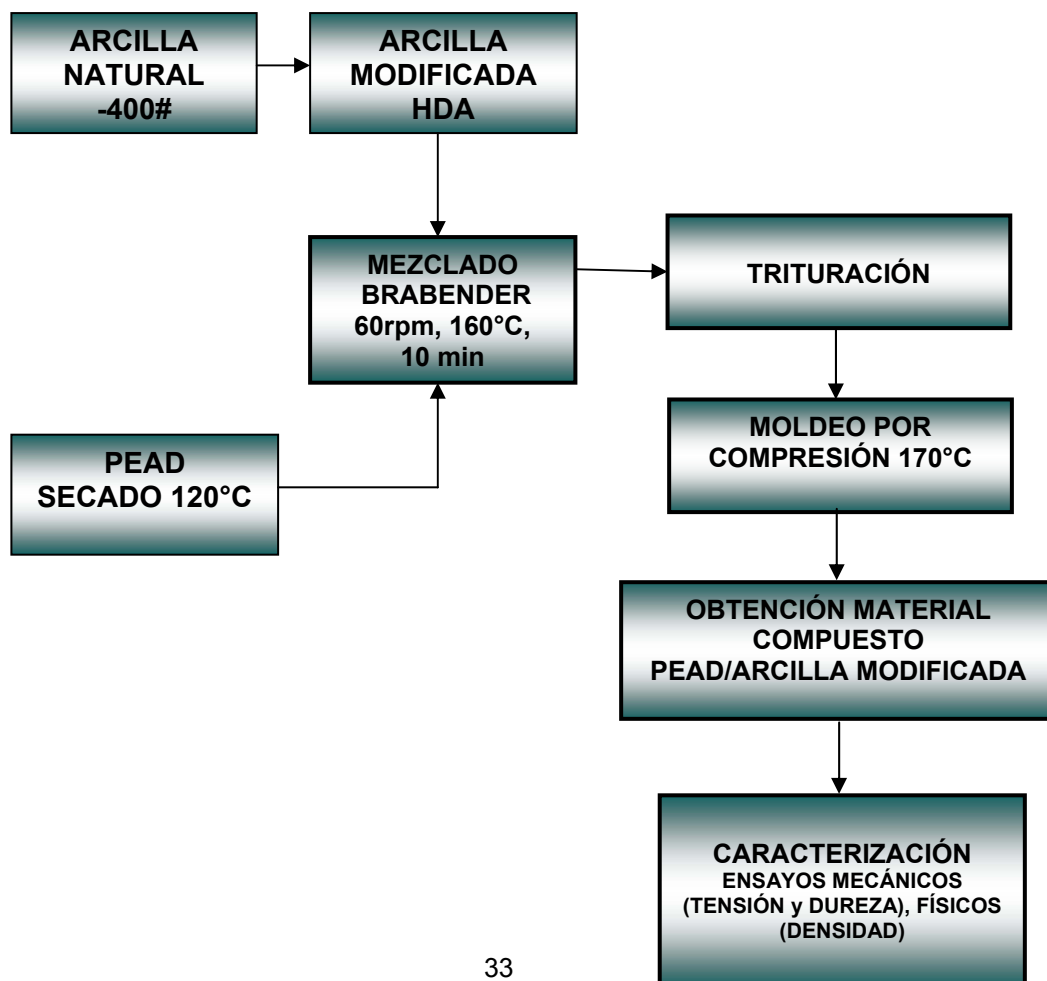 ARCILLA
NATURAL
-400#
ARCILLA
MODIFICADA
HDA
MEZCLADO
BRABENDER
60rpm, 160°C,
10 min
TRITURACIÓN
PEAD
SECADO 120°C
MOLDEO POR
COMPRESIÓN 170°C
OBTENCIÓN MATERIAL
COMPUESTO
PEAD/ARCILLA MODIFICADA
CARACTERIZACIÓN
ENSAYOS MECÁNICOS
(TENSIÓN y DUREZA), FÍSICOS
(DENSIDAD)
33